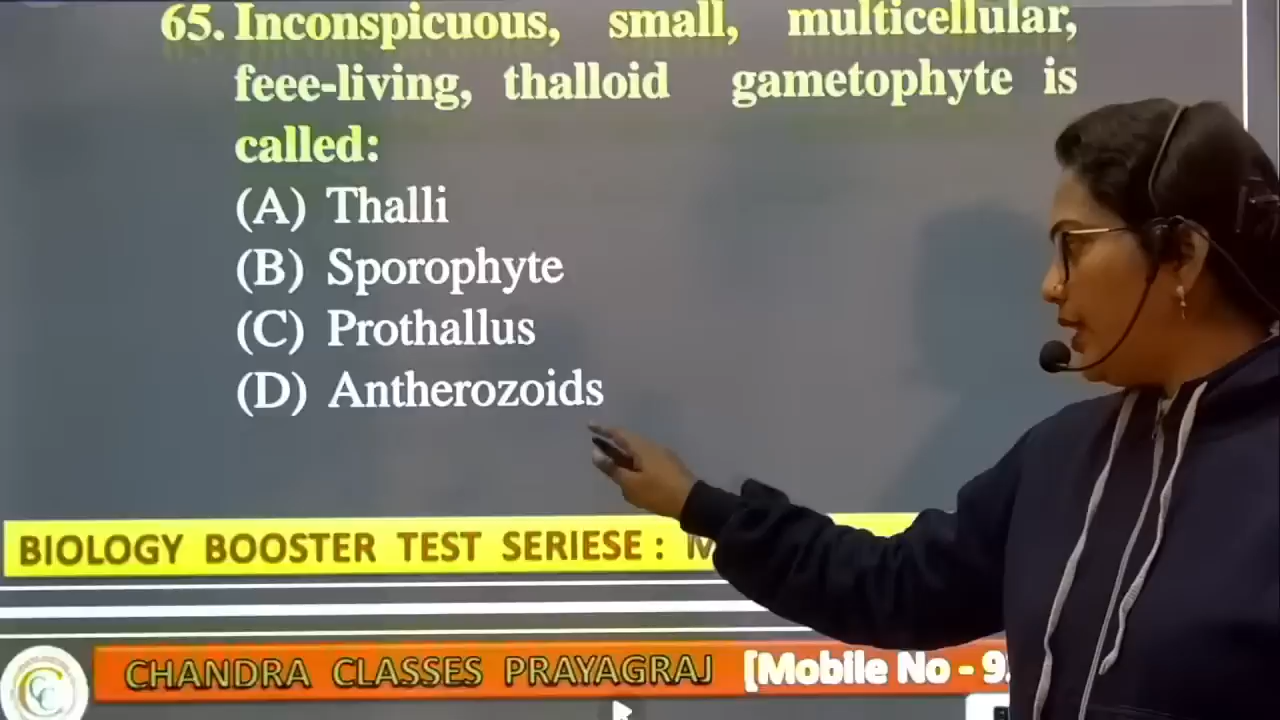 65. Inconspicuous, small, multicellular,
feee-living, thalloid gametophyte is
called:
(A) Thalli
(B) Sporophyte
(C) Prothallus
(D) Antherozoids
BIOLOGY BOOSTER TEST SERIESE :
CHANDRA CLASSES PRAYAGRAJ [Mobile No - 9